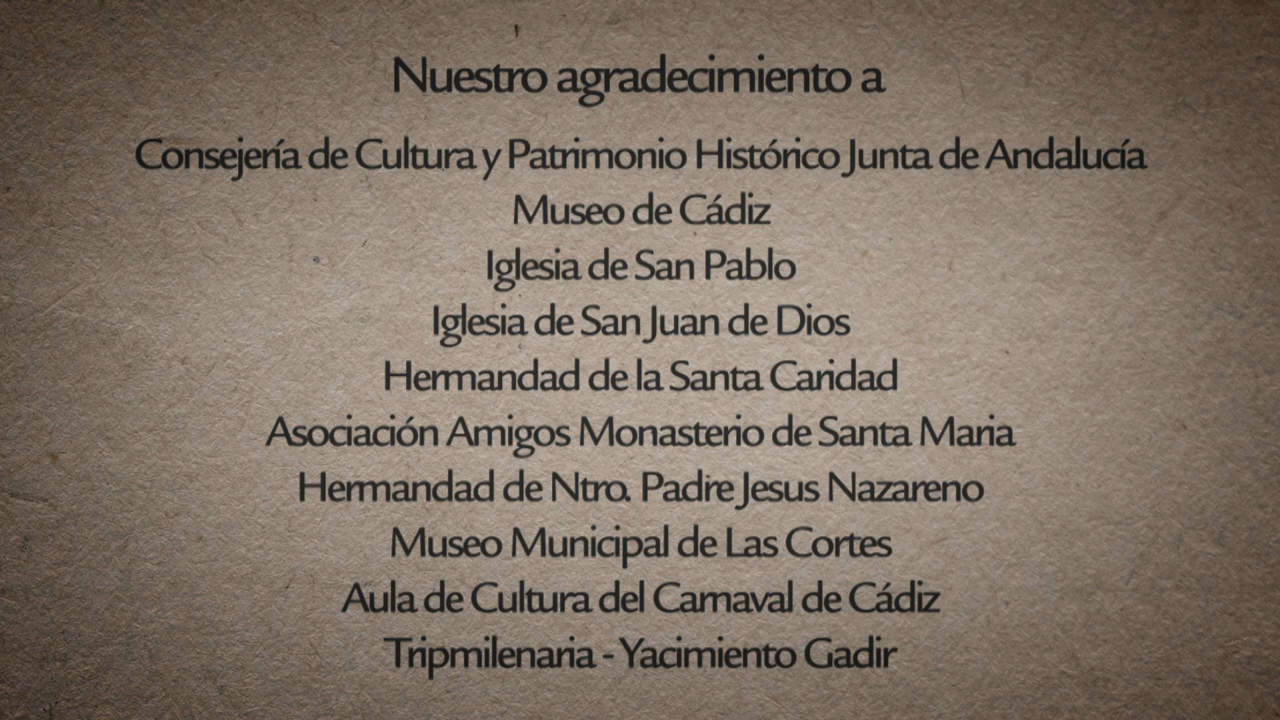 Nuestro agradecimiento a
Consejería de Cultura y Patrimonio Histórico Junta de Andalucía
Museo de Cádiz
Iglesia de San Pablo
Iglesia de San Juan de Dios
Hermandad de la Santa Caridad
Asociación Amigos Monasterio de Santa Maria
Hermandad de Ntro. Padre Jesus Nazareno
Museo Municipal de Las Cortes
Aula de Cultura del Carnaval de Cádiz
Tripmilenaria - Yacimiento Gadir